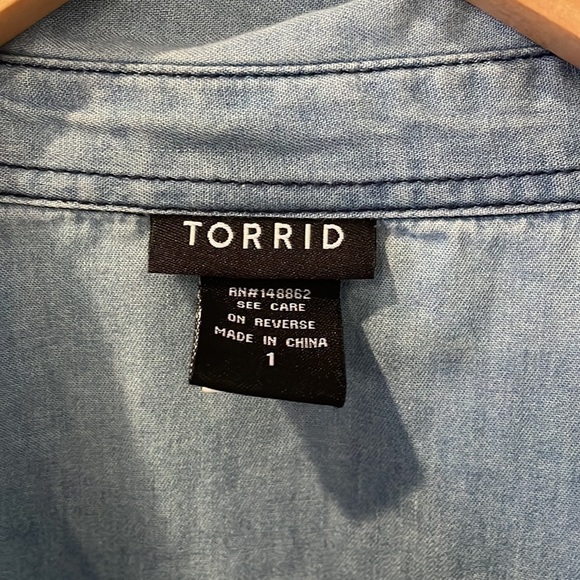 TORRID
RN#148862
SEE CARE
ON REVERSE
MADE IN CHINA
1